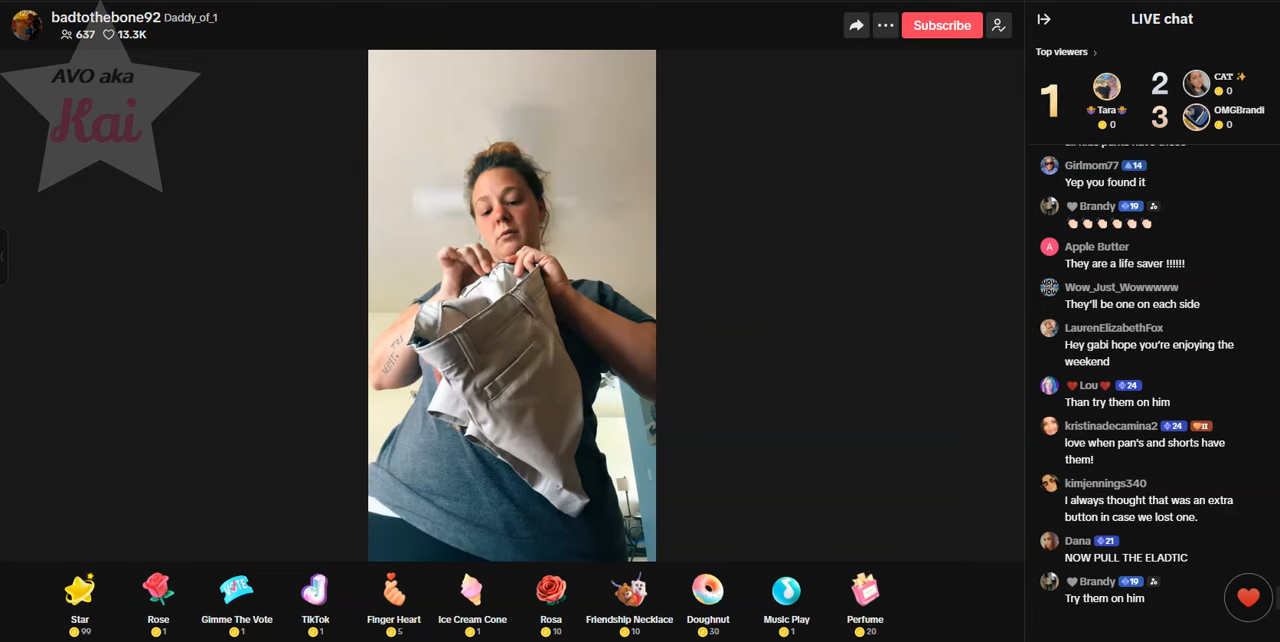 badtothebone92 Daddy_of_1
637 13.3K
Subscribe
AVO aka
Kai
LIVE chat
Top viewers >
1
Tara
0
2
CAT
0
3
OMGBrandi
0
Girlmom77 14
Yep you found it
Brandy 19
A
Apple Butter
They are a life saver !!!!!!
Wow_Just_Wowwwwww
They'll be one on each side
LaurenElizabethFox
Hey gabi hope you're enjoying the
weekend
Lou 24
Than try them on him
kristinadecamina2 24 II
love when pan's and shorts have
them!
kimjennings340
I always thought that was an extra
button in case we lost one.
Dana 21
NOW PULL THE ELADTIC
Brandy 19
Try them on him
Star
99
Rose
1
Gimme The Vote
1
TikTok
1
Finger Heart
5
Ice Cream Cone
1
Rosa
10
Friendship Necklace
10
Doughnut
30
Music Play
1
Perfume
20